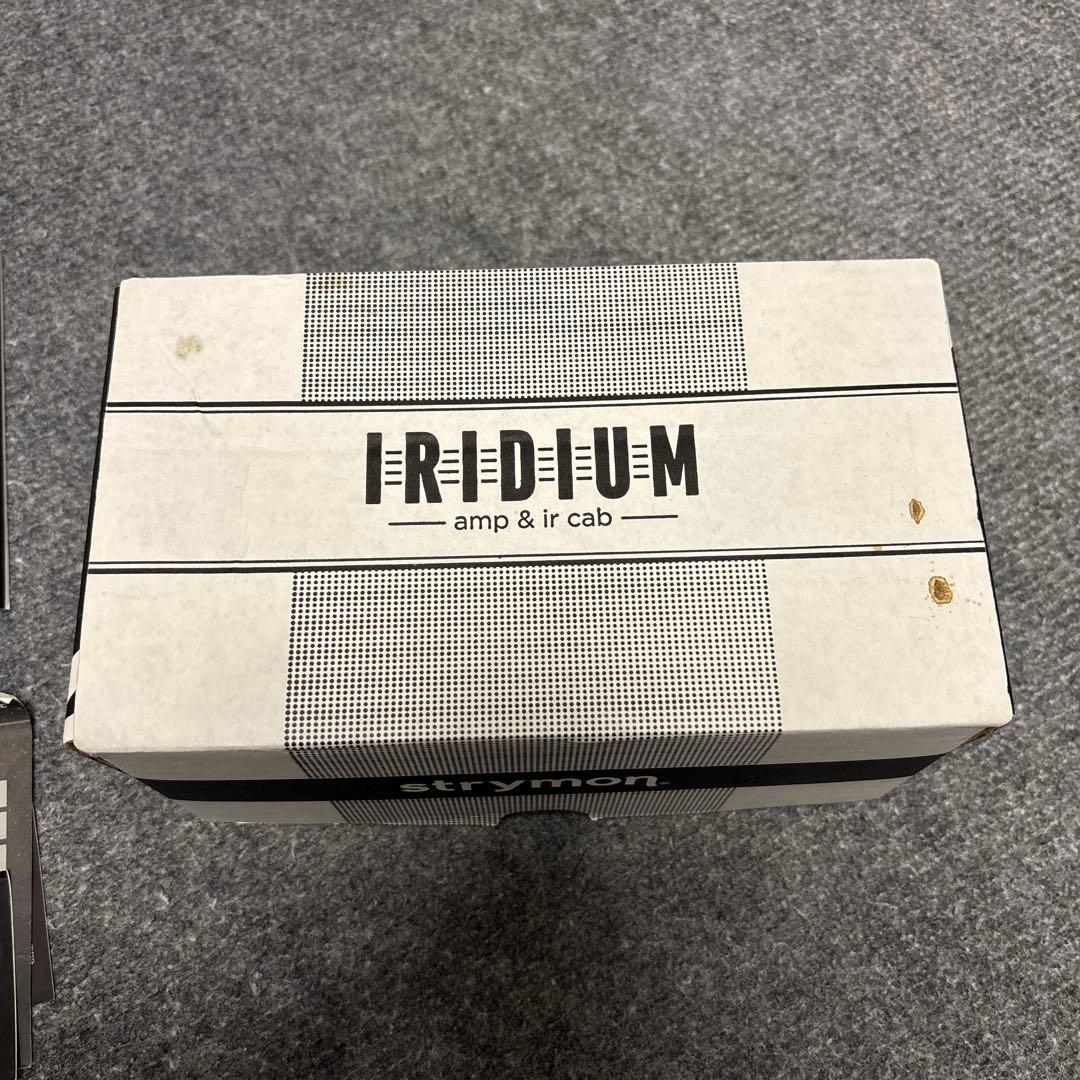 IRIDIUM
amp & ir cab
strymon.